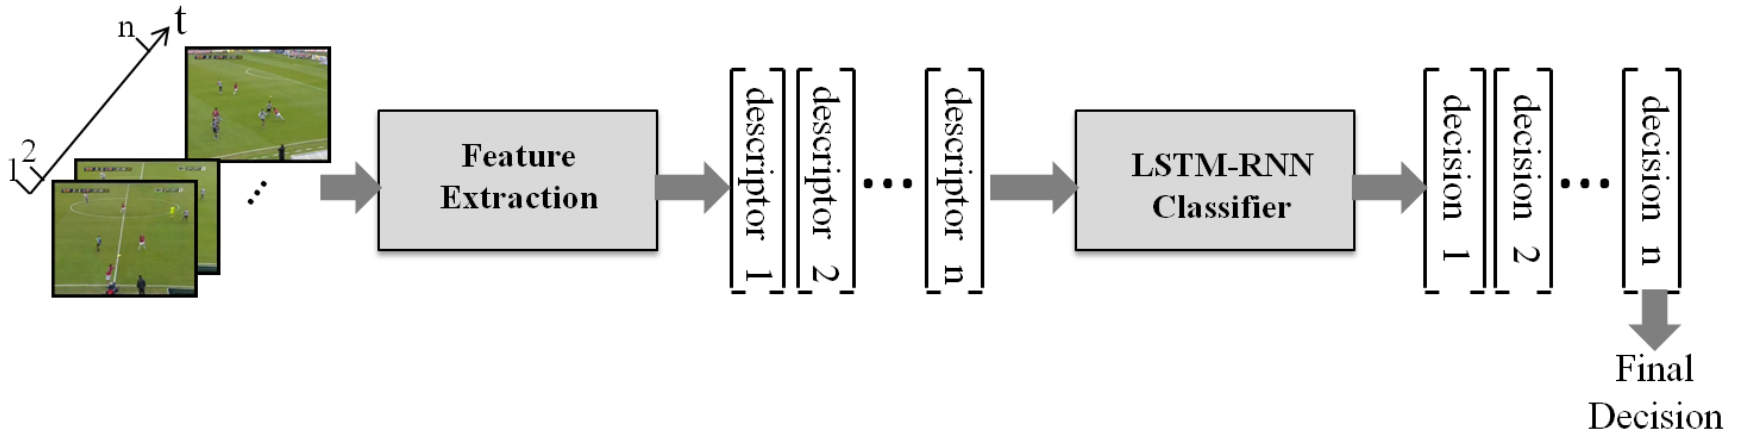 n
t
2
1
Feature
Extraction
descriptor 1
descriptor 2
...
descriptor n
LSTM-RNN
Classifier
decision 1
decision 2
...
decision n
Final
Decision